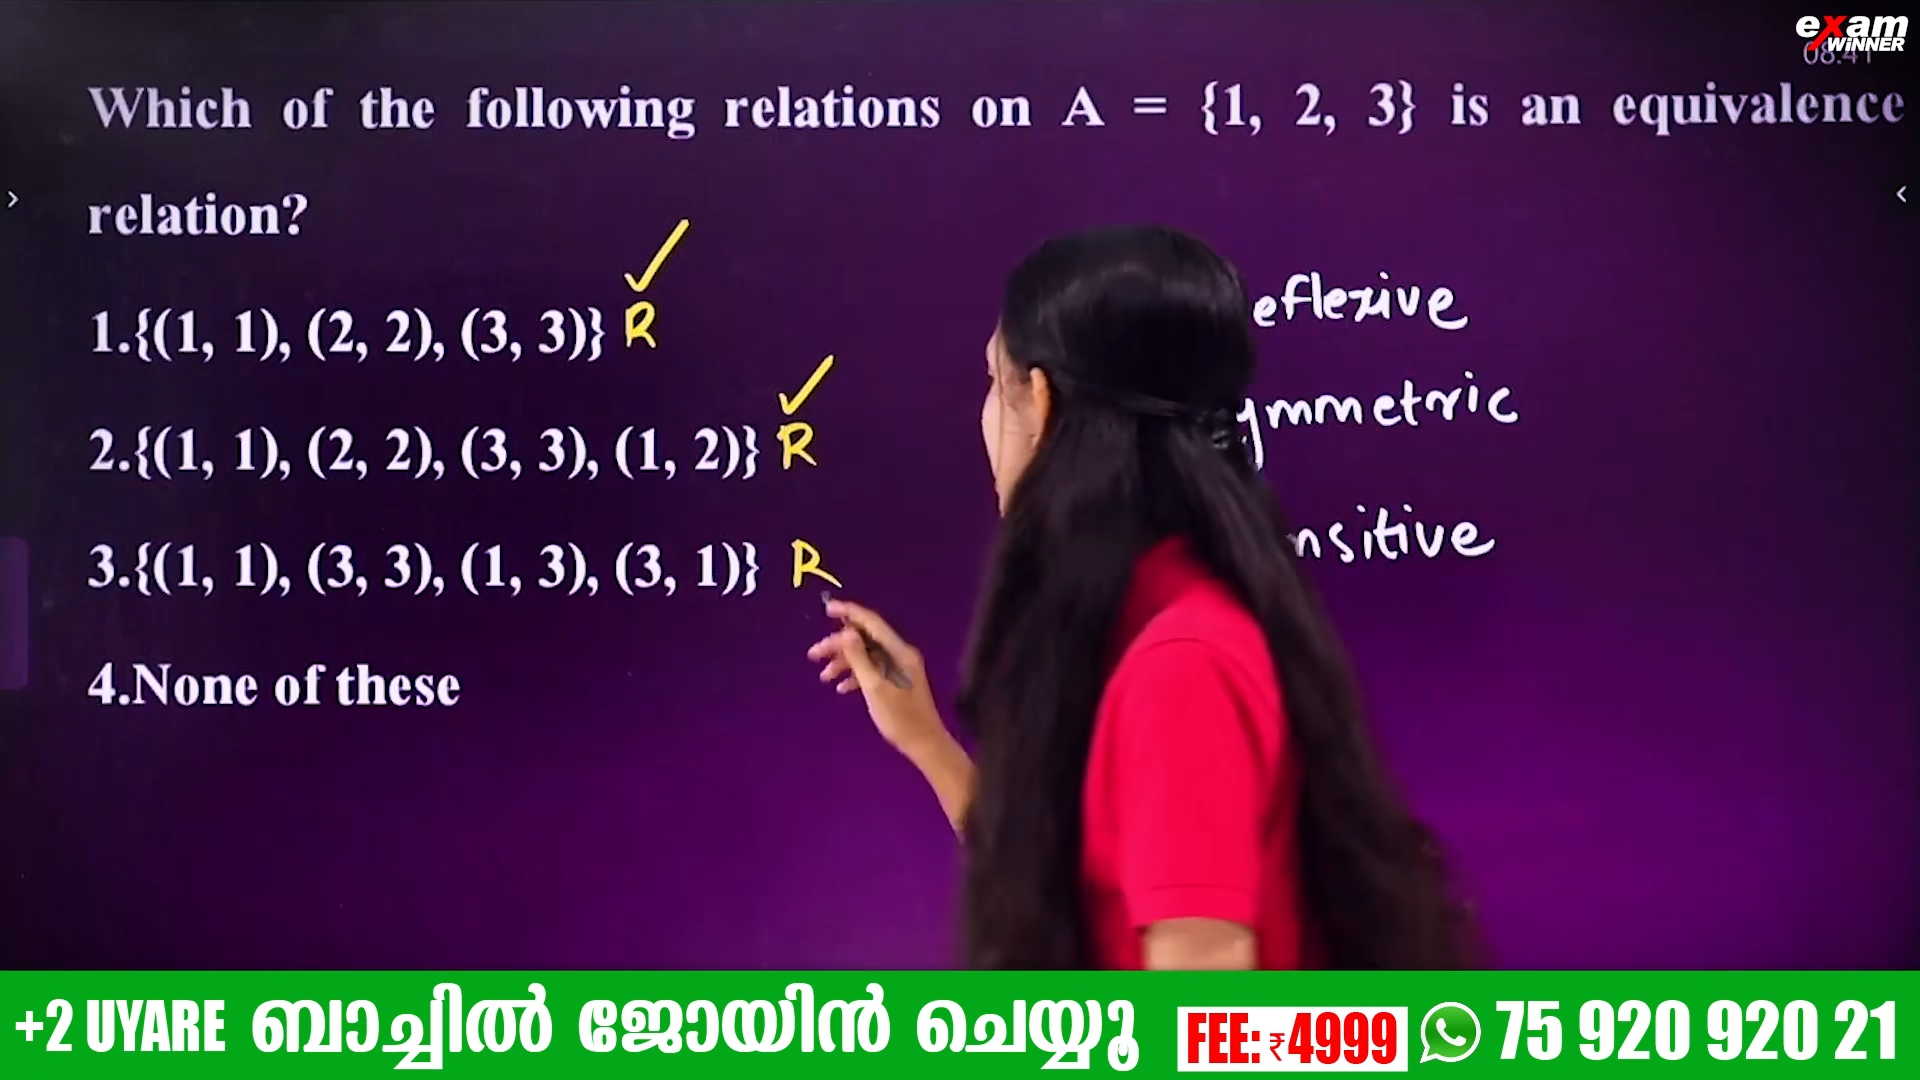 exam
WiNNER
08:41
Which of the following relations on A = {1, 2, 3} is an equivalence
relation?
1.{(1, 1), (2, 2), (3, 3)} R
2.{(1, 1), (2, 2), (3, 3), (1, 2)} R
3.{(1, 1), (3, 3), (1, 3), (3, 1)} R
4.None of these
eflexive
ymmetric
nsitive
+2 UYARE ബാച്ചിൽ ജോയിൻ ചെയ്യൂ FEE: ₹4999 75 920 920 21